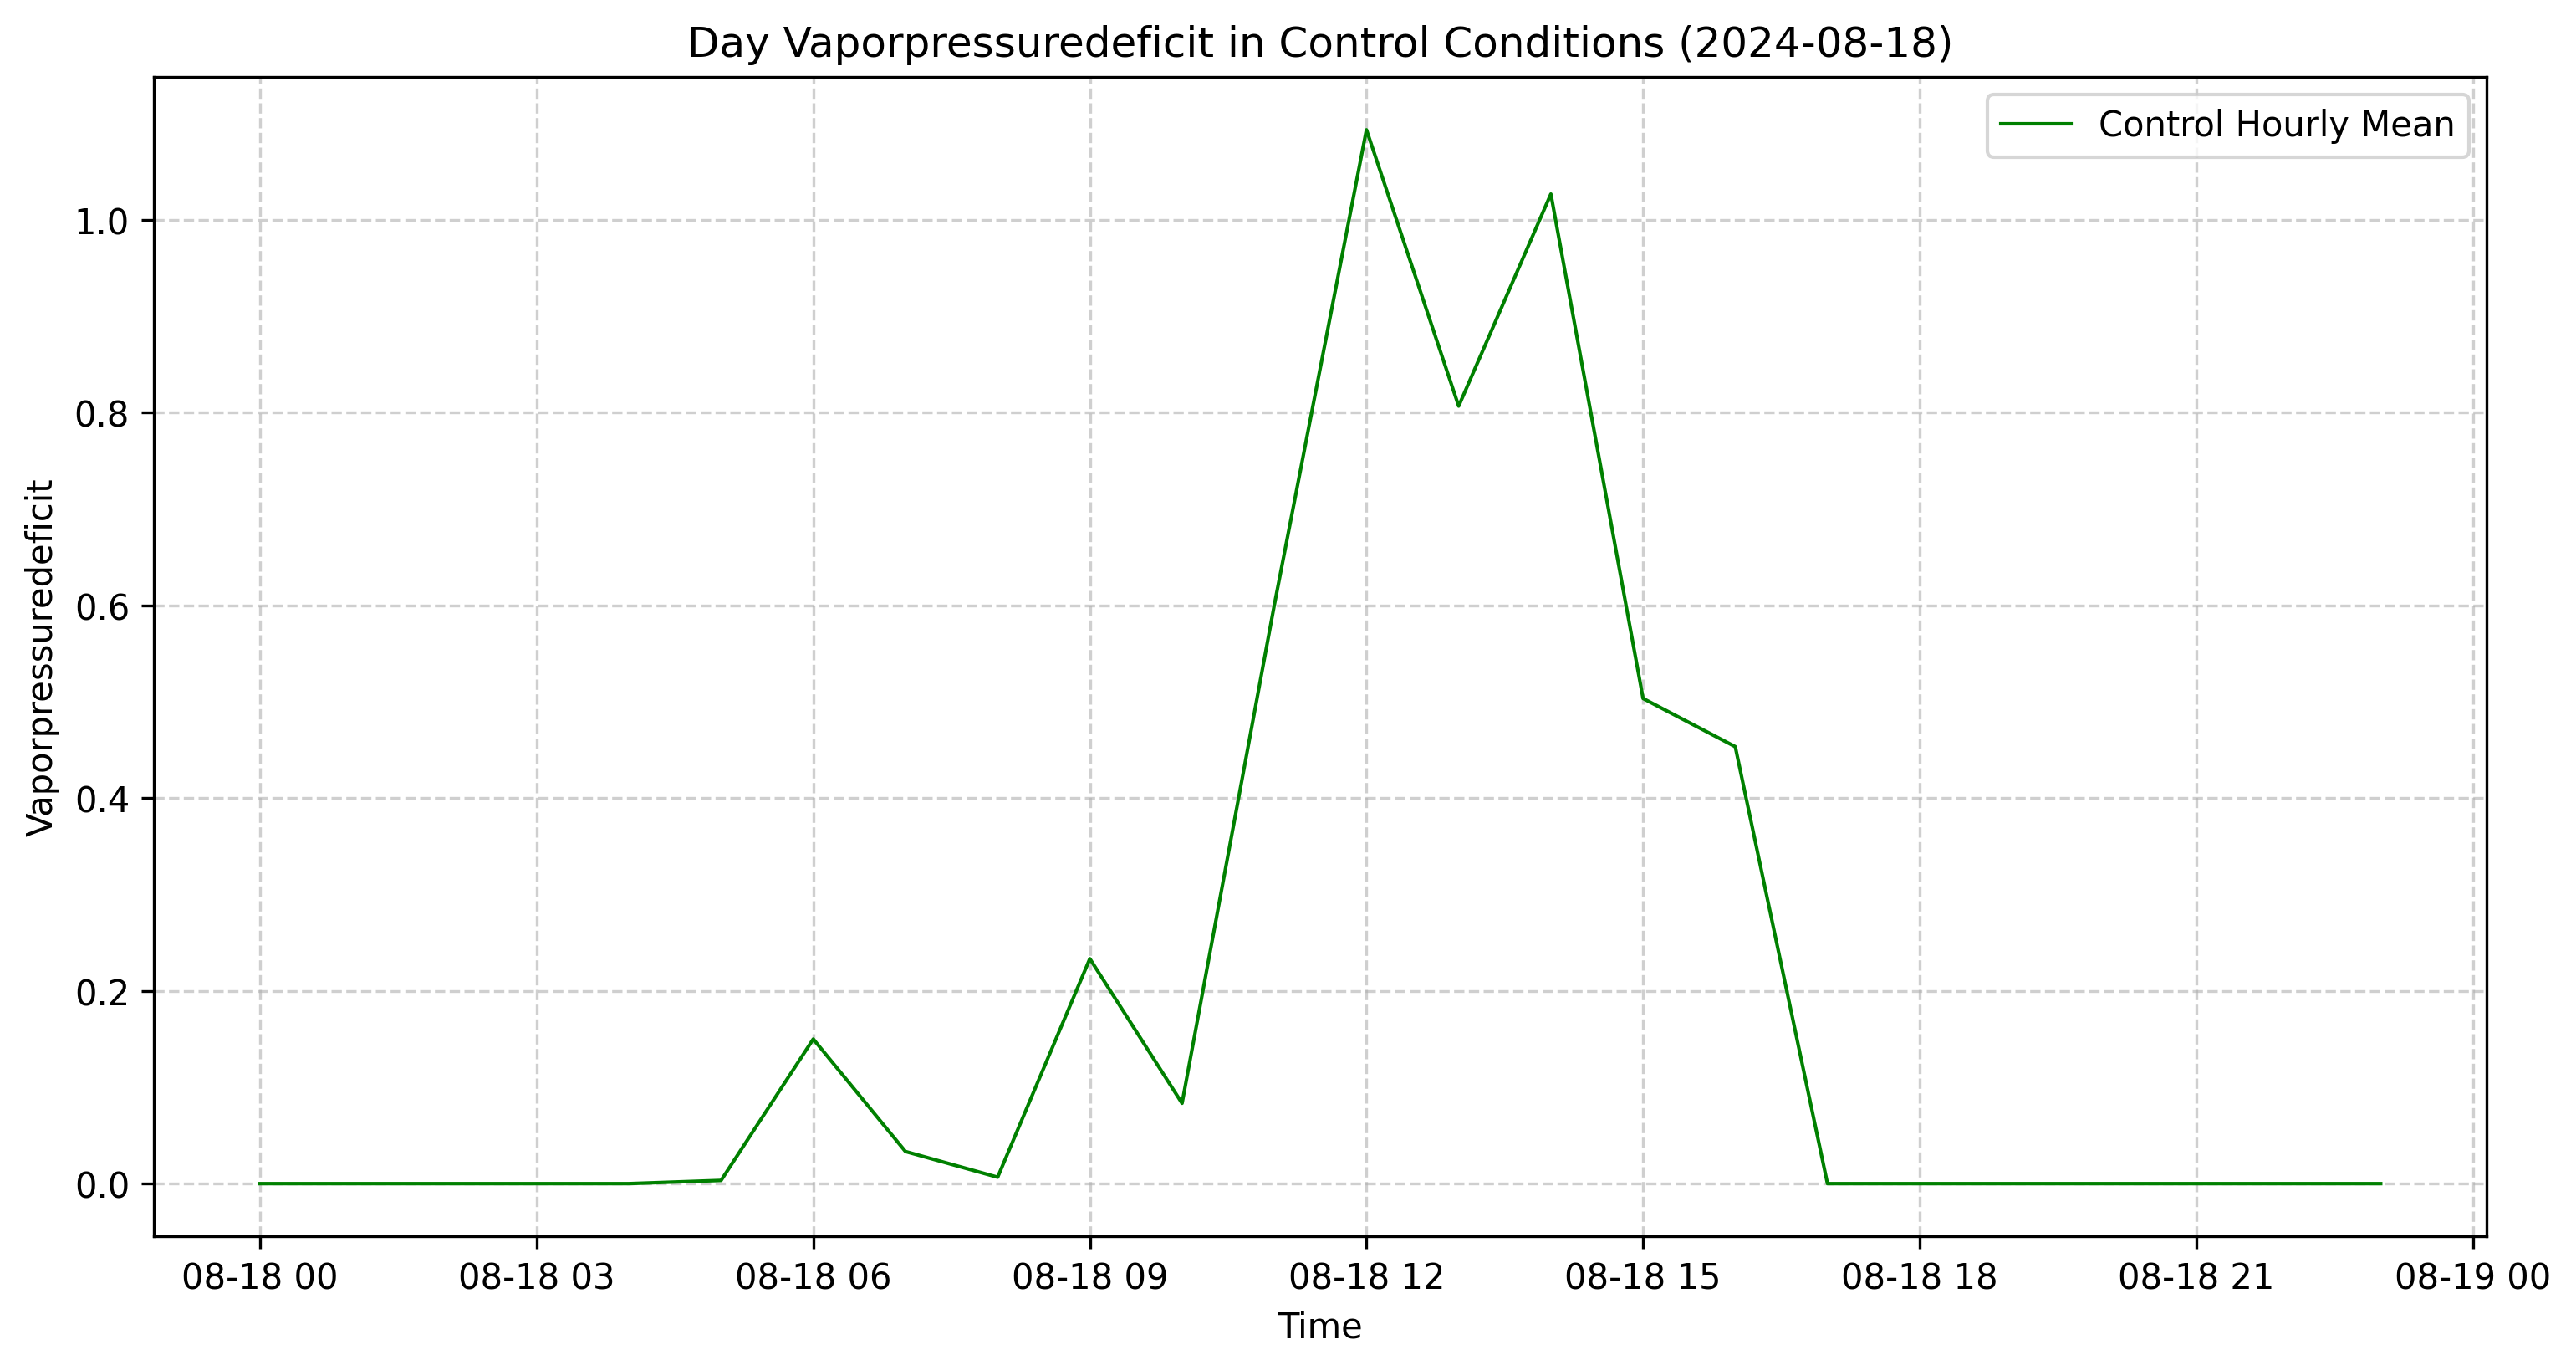 Day Vaporpressuredeficit in Control Conditions (2024-08-18)
Control Hourly Mean
Vaporpressuredeficit
1.0
0.8
0.6
0.4
0.2
0.0
08-18 00 08-18 03 08-18 06 08-18 09 08-18 12 08-18 15 08-18 18 08-18 21 08-19 00
Time